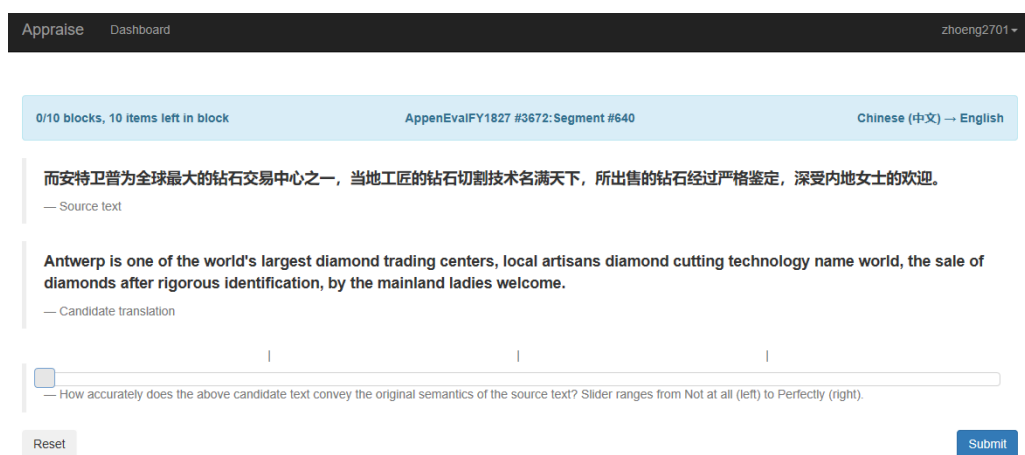 Appraise Dashboard zhoeng2701
0/10 blocks, 10 items left in block AppenEvalFY1827 #3672:Segment #640 Chinese (中文) → English
而安特卫普为全球最大的钻石交易中心之一，当地工匠的钻石切割技术名满天下，所出售的钻石经过严格鉴定，深受内地女士的欢迎。
— Source text
Antwerp is one of the world's largest diamond trading centers, local artisans diamond cutting technology name world, the sale of
diamonds after rigorous identification, by the mainland ladies welcome.
— Candidate translation
— How accurately does the above candidate text convey the original semantics of the source text? Slider ranges from Not at all (left) to Perfectly (right).
Reset Submit